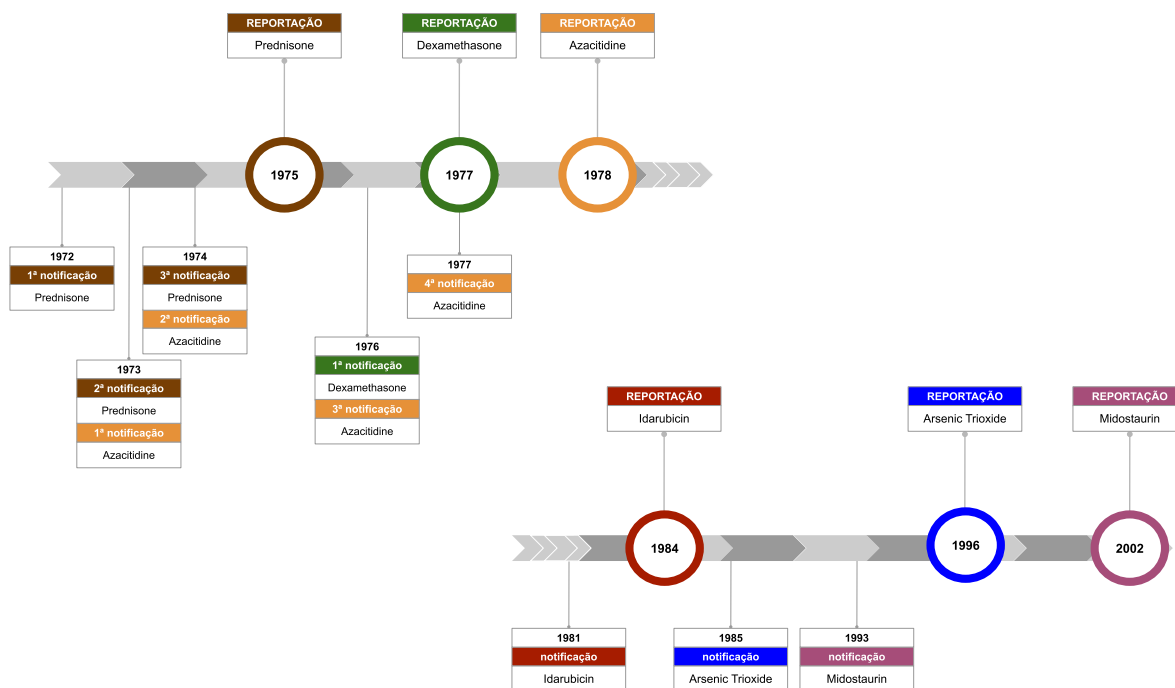 REPORTAÇÃO
Prednisone
REPORTAÇÃO
Dexamethasone
REPORTAÇÃO
Azacitidine
1975
1977
1978
1972
1ª notificação
Prednisone
1974
3ª notificação
Prednisone
2ª notificação
Azacitidine
1977
4ª notificação
Azacitidine
1973
2ª notificação
Prednisone
1ª notificação
Azacitidine
1976
1ª notificação
Dexamethasone
3ª notificação
Azacitidine
REPORTAÇÃO
Idarubicin
REPORTAÇÃO
Arsenic Trioxide
REPORTAÇÃO
Midostaurin
1984
1996
2002
1981
notificação
Idarubicin
1985
notificação
Arsenic Trioxide
1993
notificação
Midostaurin